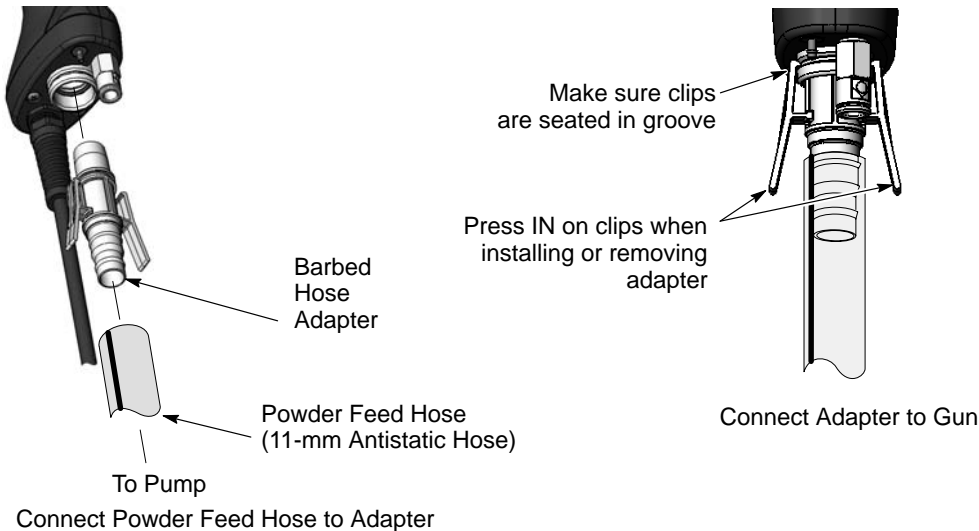 Make sure clips
are seated in groove
Press IN on clips when
installing or removing
adapter
Barbed
Hose
Adapter
Powder Feed Hose
(11-mm Antistatic Hose)
Connect Adapter to Gun
To Pump
Connect Powder Feed Hose to Adapter